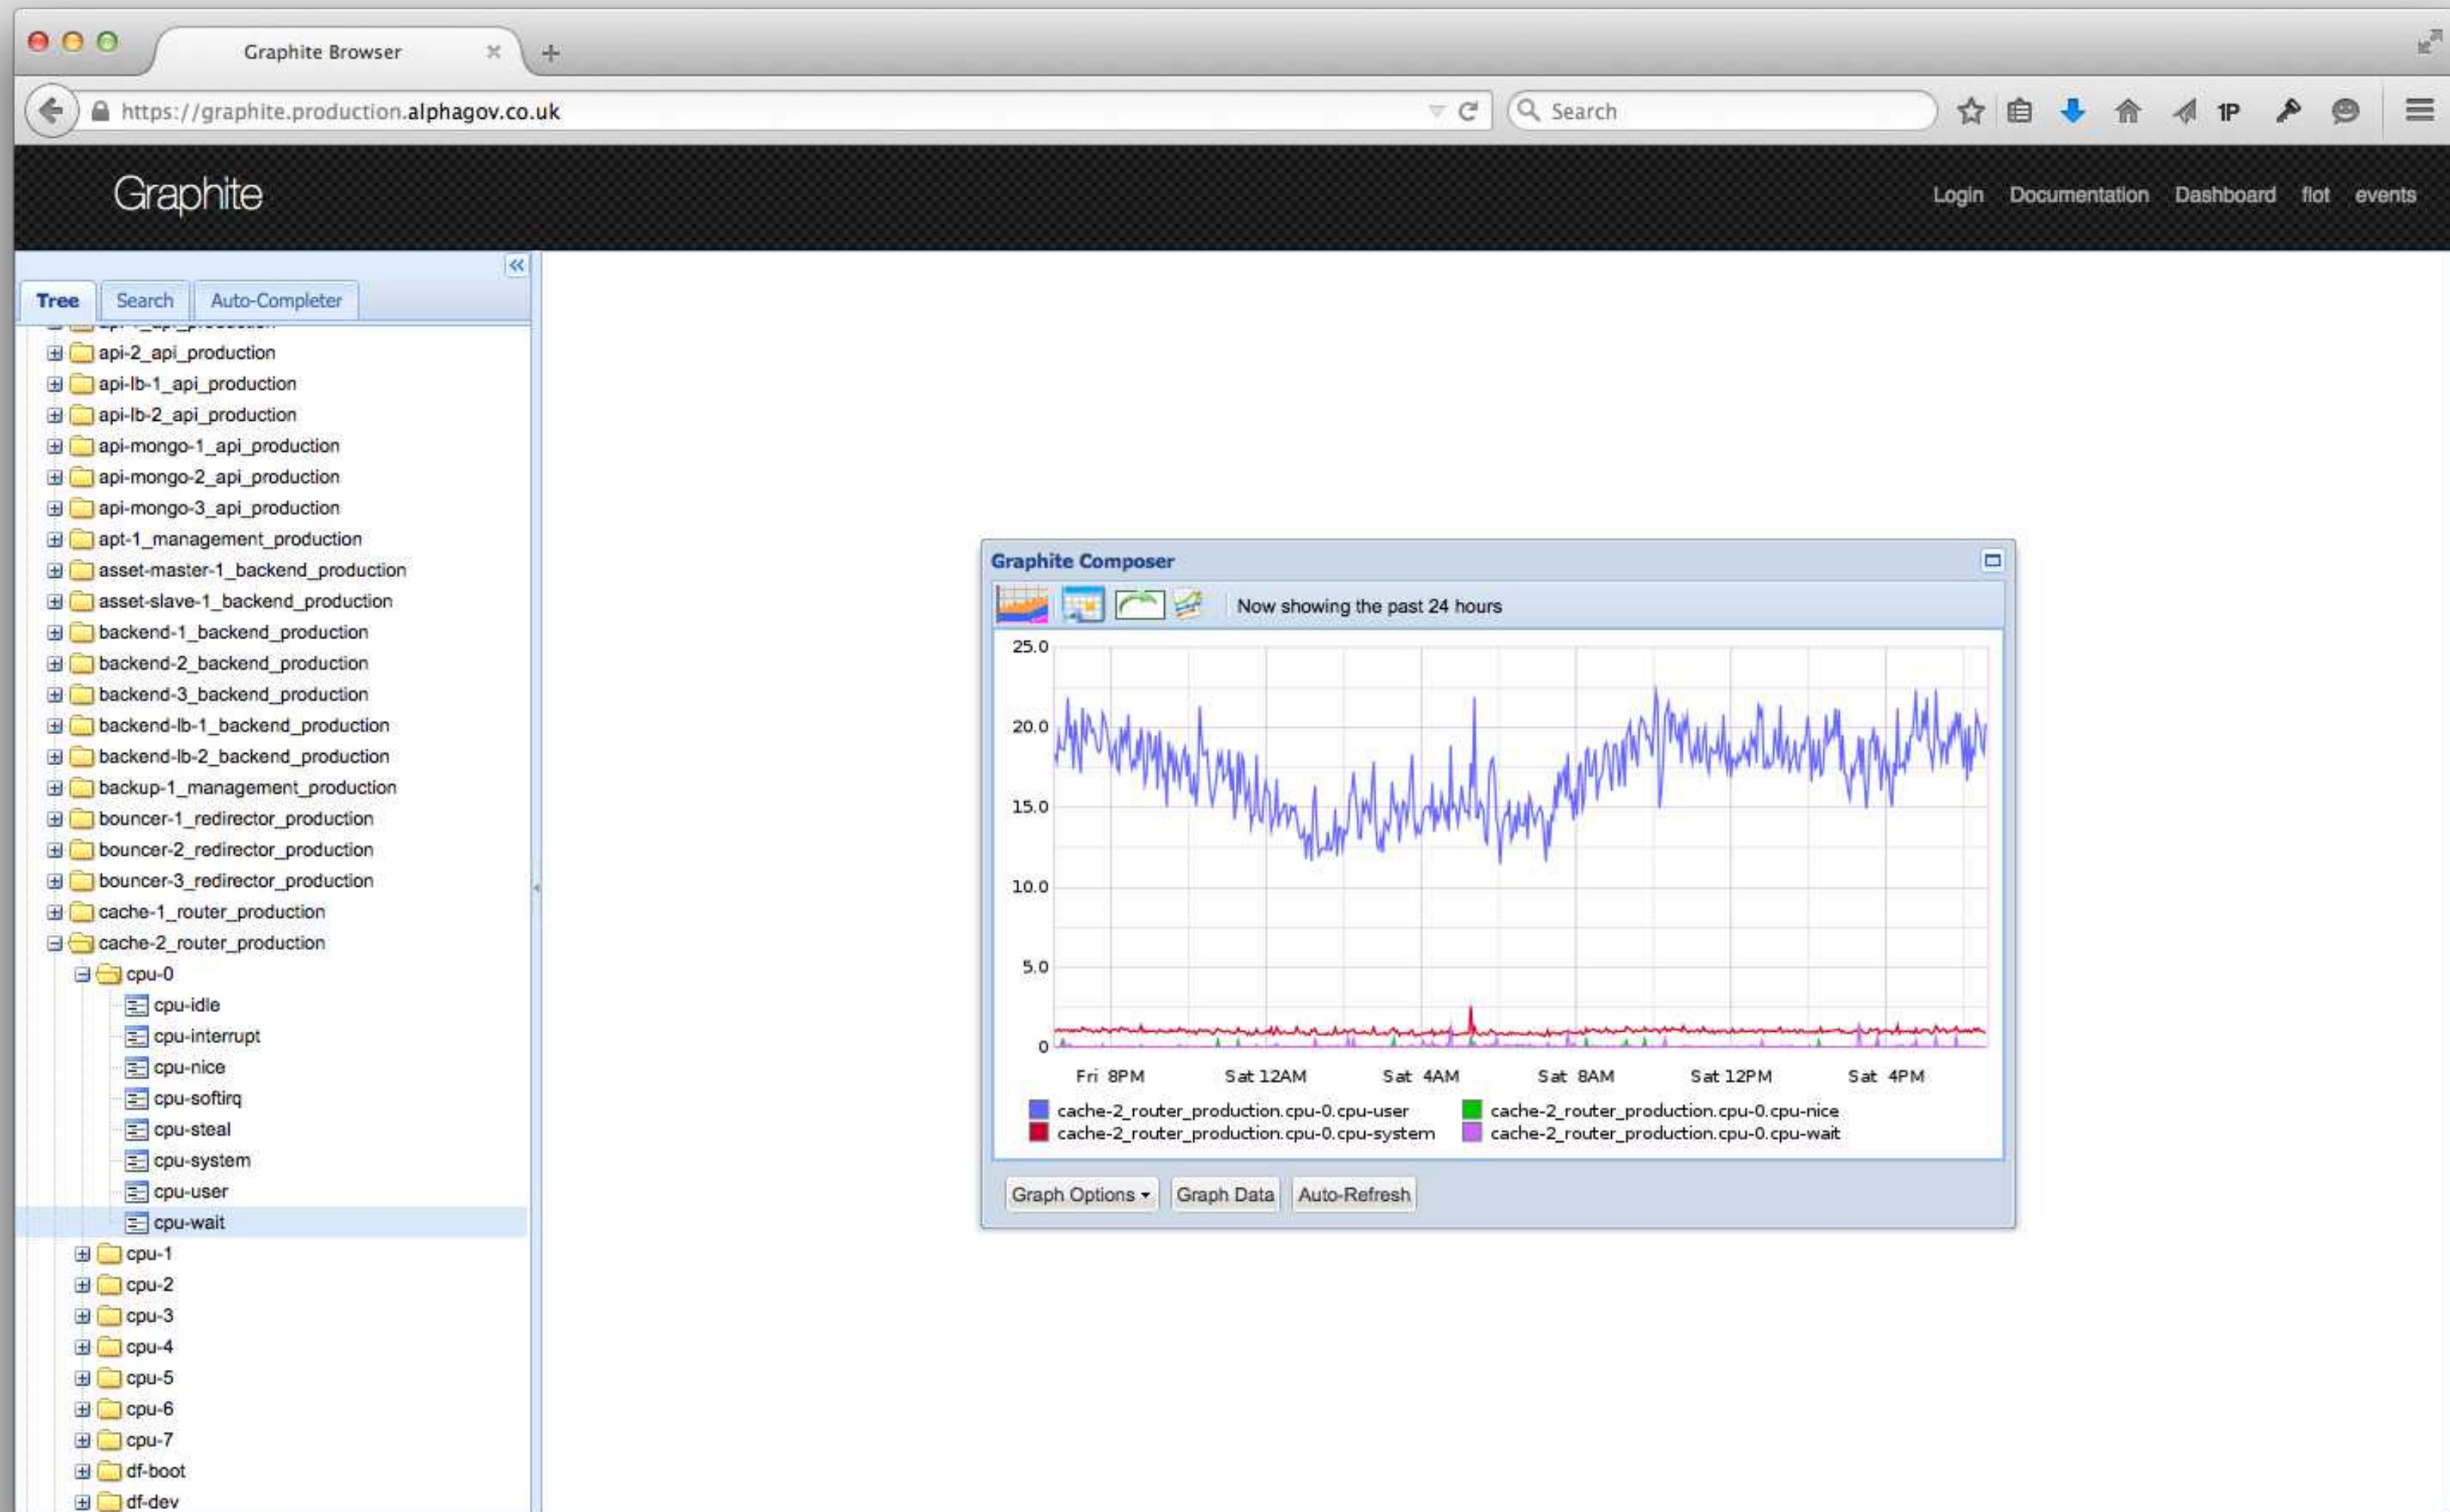 Graphite Browser
https://graphite.production.alphagov.co.uk
Search
1P
Graphite
Login Documentation Dashboard flot events
Tree Search Auto-Completer
api-2_api_production
api-lb-1_api_production
api-lb-2_api_production
api-mongo-1_api_production
api-mongo-2_api_production
api-mongo-3_api_production
apt-1_management_production
asset-master-1_backend_production
asset-slave-1_backend_production
backend-1_backend_production
backend-2_backend_production
backend-3_backend_production
backend-lb-1_backend_production
backend-lb-2_backend_production
backup-1_management_production
bouncer-1_redirector_production
bouncer-2_redirector_production
bouncer-3_redirector_production
cache-1_router_production
cache-2_router_production
cpu-0
cpu-idle
cpu-interrupt
cpu-nice
cpu-softirq
cpu-steal
cpu-system
cpu-user
cpu-wait
cpu-1
cpu-2
cpu-3
cpu-4
cpu-5
cpu-6
cpu-7
df-boot
df-dev
Graphite Composer
Now showing the past 24 hours
25.0
20.0
15.0
10.0
5.0
0
Fri 8PM Sat 12AM Sat 4AM Sat 8AM Sat 12PM Sat 4PM
cache-2_router_production.cpu-0.cpu-user cache-2_router_production.cpu-0.cpu-nice
cache-2_router_production.cpu-0.cpu-system cache-2_router_production.cpu-0.cpu-wait
Graph Options Graph Data Auto-Refresh